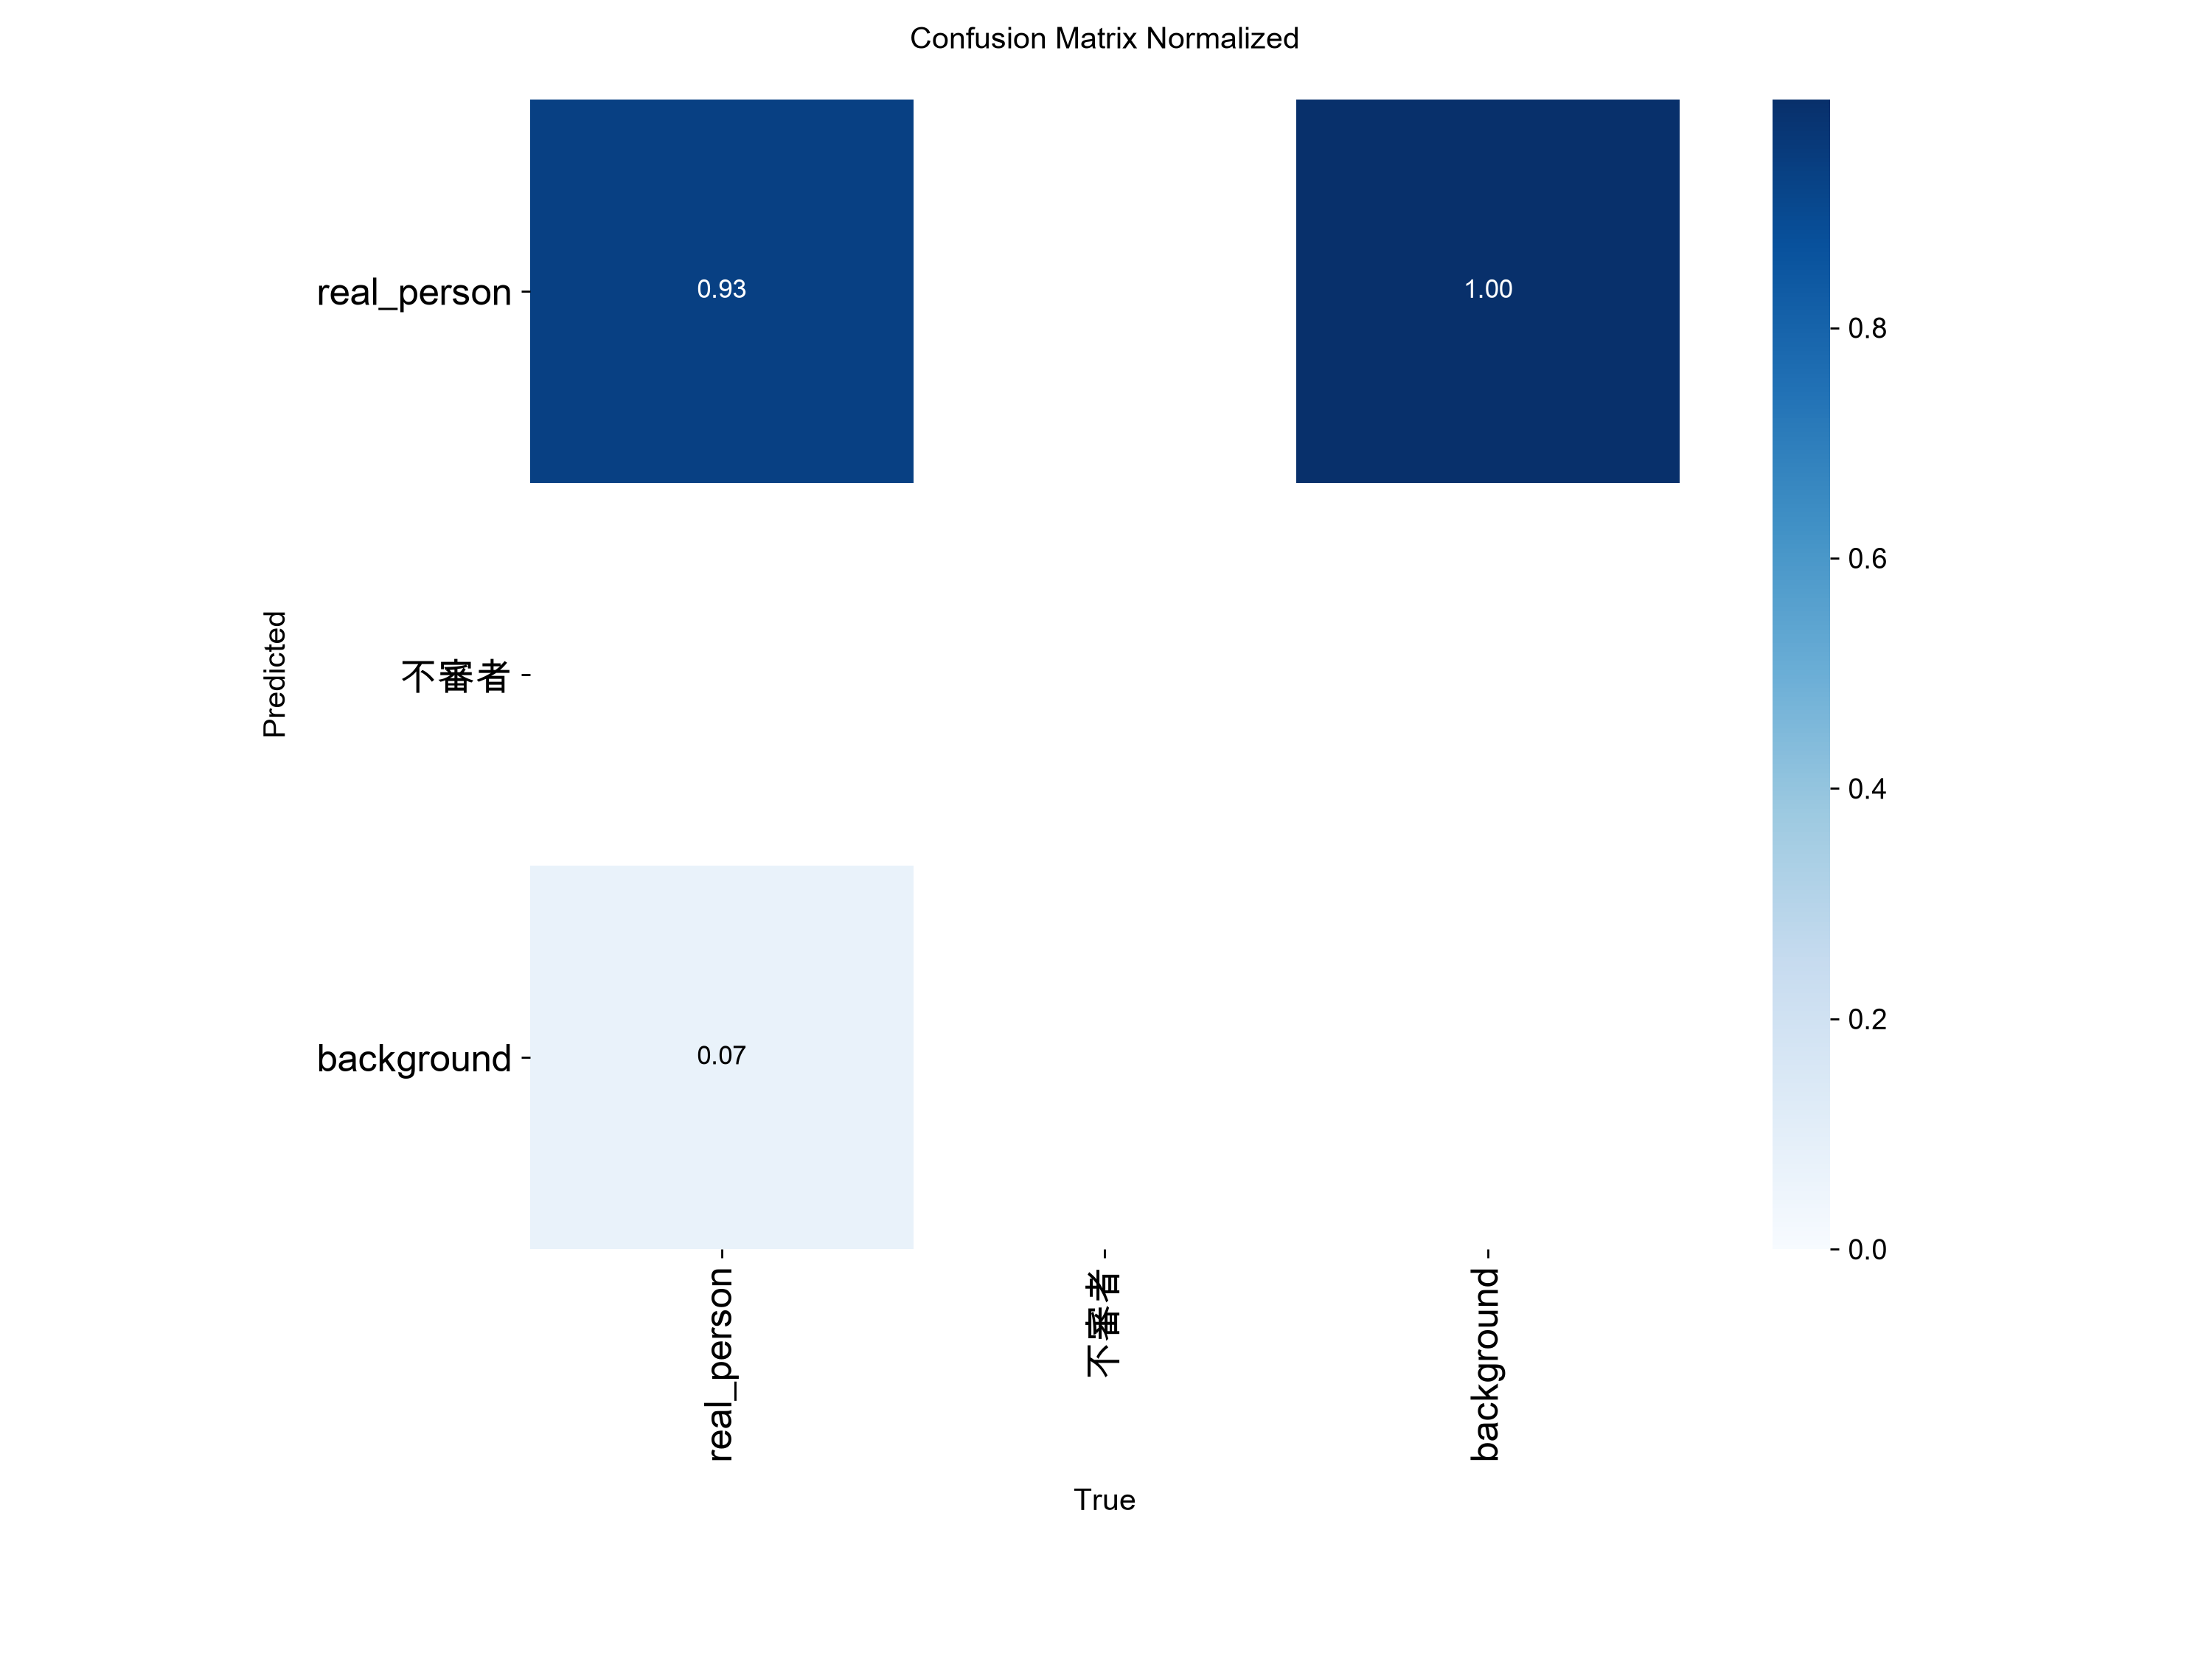 Confusion Matrix Normalized
real_person
0.93
1.00
0.8
0.6
Predicted
不審者
0.4
0.2
background
0.07
0.0
real_person
不審者
background
True